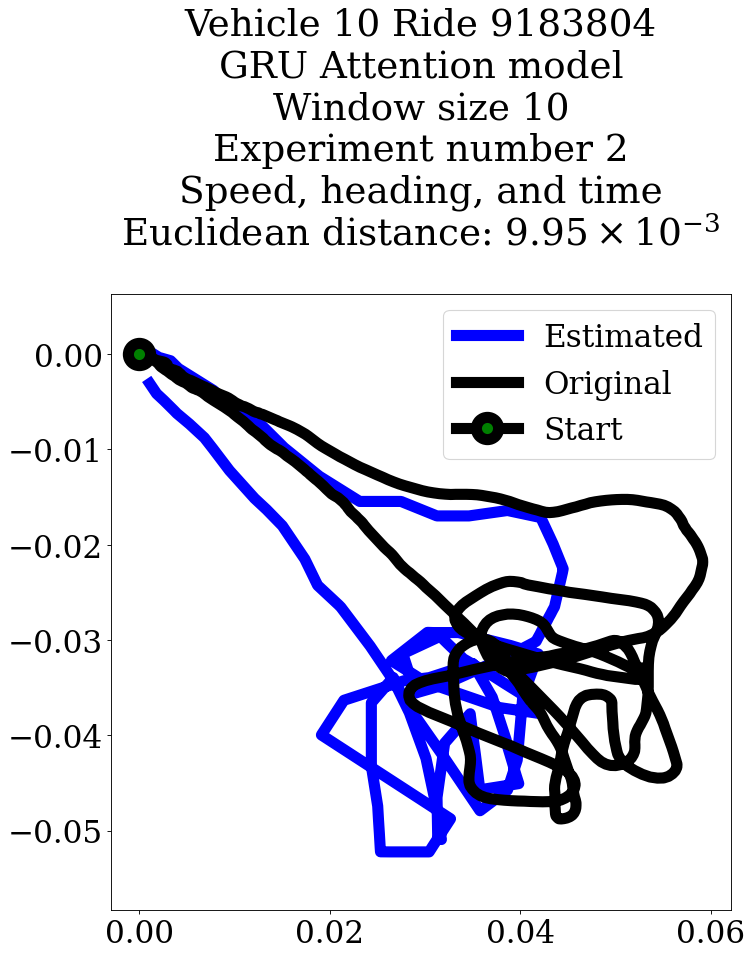 Vehicle 10 Ride 9183804
GRU Attention model
Window size 10
Experiment number 2
Speed, heading, and time
Euclidean distance: 9.95 × 10⁻³
Estimated
Original
Start
0.00
−0.01
−0.02
−0.03
−0.04
−0.05
0.00 0.02 0.04 0.06